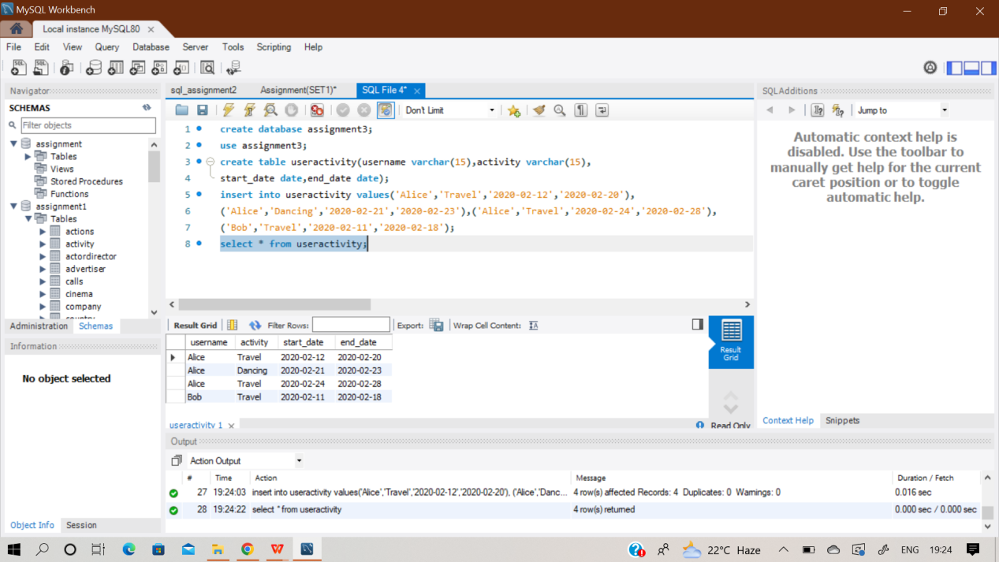 MySQL Workbench
Local instance MySQL80
File Edit View Query Database Server Tools Scripting Help
Navigator
SCHEMAS
Filter objects
assignment
Tables
Views
Stored Procedures
Functions
assignment1
Tables
actions
activity
actordirector
advertiser
calls
cinema
company
country
Administration Schemas
Information
No object selected
Object Info Session
sql_assignment2 Assignment(SET1)* SQL File 4*
Don't Limit
1 create database assignment3;
2 use assignment3;
3 create table useractivity(username varchar(15),activity varchar(15),
4 start_date date,end_date date);
5 insert into useractivity values('Alice','Travel','2020-02-12','2020-02-20'),
6 ('Alice','Dancing','2020-02-21','2020-02-23'),('Alice','Travel','2020-02-24','2020-02-28'),
7 ('Bob','Travel','2020-02-11','2020-02-18');
8 select * from useractivity;
Result Grid Filter Rows: Export: Wrap Cell Content:
username activity start_date end_date
Alice Travel 2020-02-12 2020-02-20
Alice Dancing 2020-02-21 2020-02-23
Alice Travel 2020-02-24 2020-02-28
Bob Travel 2020-02-11 2020-02-18
Result
Grid
useractivity 1 Read Only
Output
Action Output
# Time Action Message Duration / Fetch
27 19:24:03 insert into useractivity values('Alice','Travel','2020-02-12','2020-02-20'), ('Alice','Danc... 4 row(s) affected Records: 4 Duplicates: 0 Warnings: 0 0.016 sec
28 19:24:22 select * from useractivity 4 row(s) returned 0.000 sec / 0.000 sec
SQLAdditions
Jump to
Automatic context help is
disabled. Use the toolbar to
manually get help for the current
caret position or to toggle
automatic help.
Context Help Snippets
22°C Haze ENG 19:24